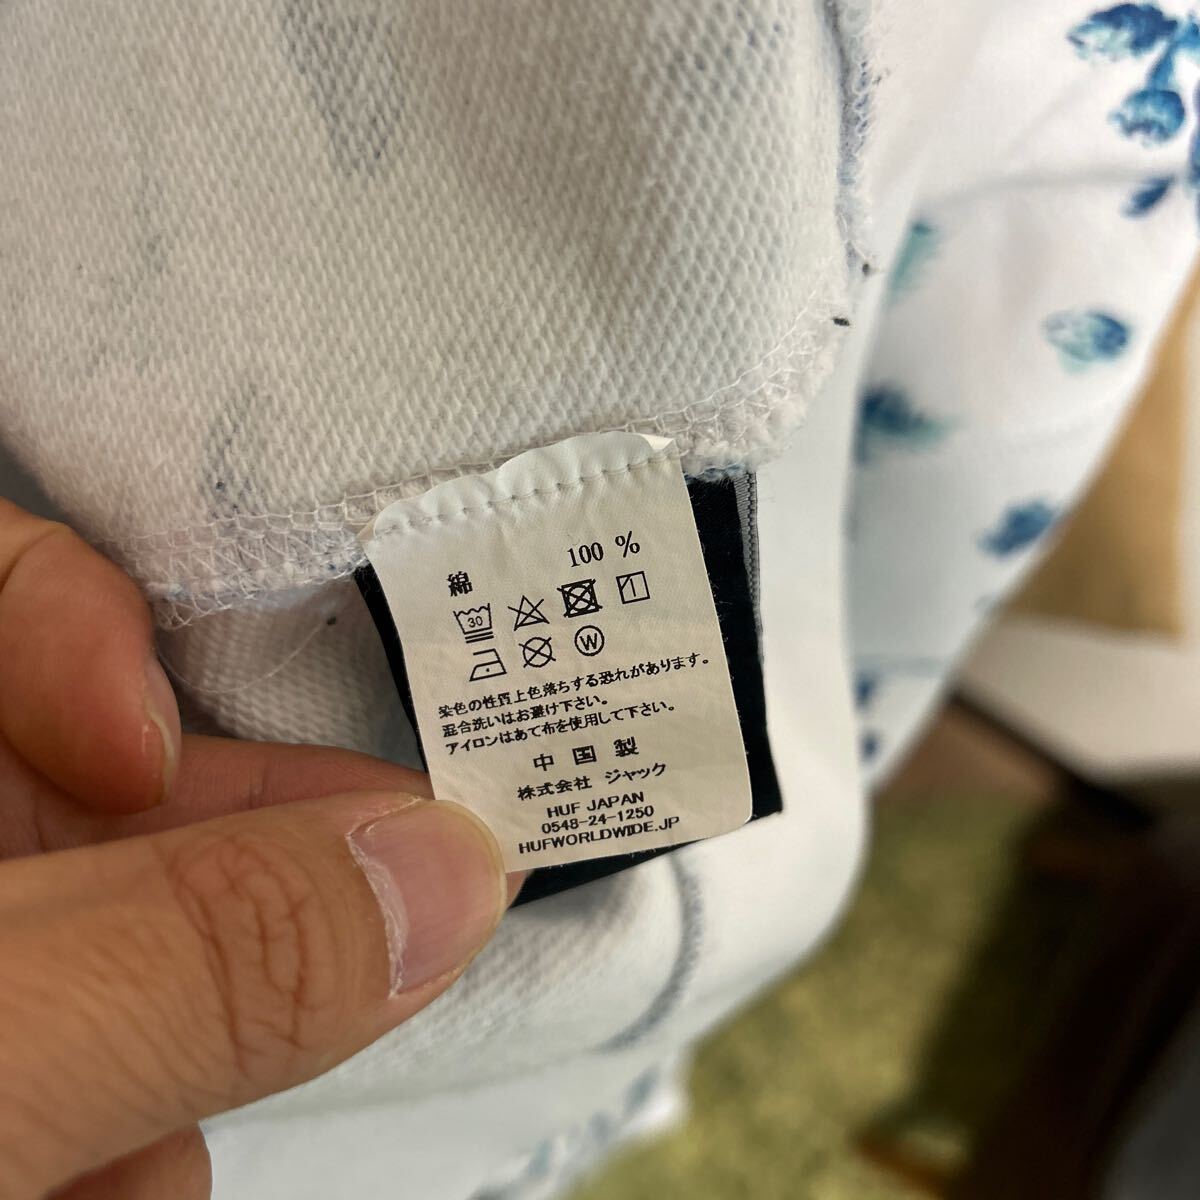 綿 100 %
30
W
染色の性質上色落ちする恐れがあります。
混合洗いはお避け下さい。
アイロンはあて布を使用して下さい。
中国製
株式会社 ジャック
HUF JAPAN
0548-24-1250
HUFWORLDWIDE.JP